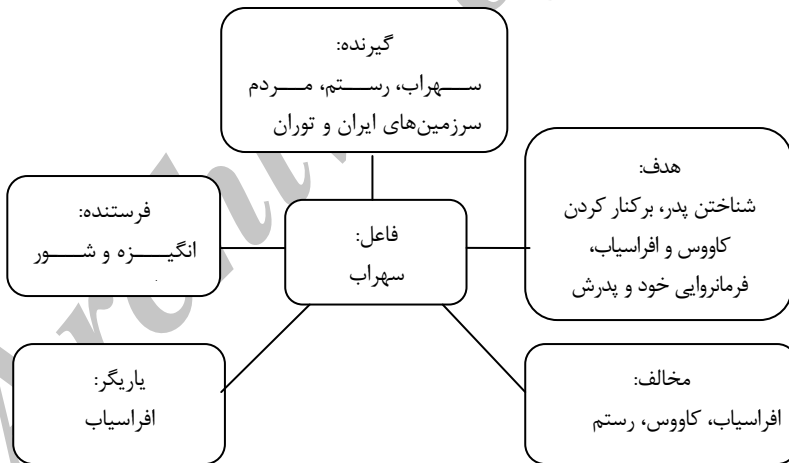 گیرنده:
سهراب، رستم، مردم
سرزمین‌های ایران و توران
هدف:
شناختن پدر، برکنار کردن
کاووس و افراسیاب،
فرمانروایی خود و پدرش
فاعل:
سهراب
فرستنده:
انگیزه و شور
مخالف:
افراسیاب، کاووس، رستم
یاریگر:
افراسیاب